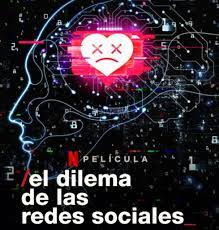 N PELÍCULA
/el dilema
de las
redes sociales_